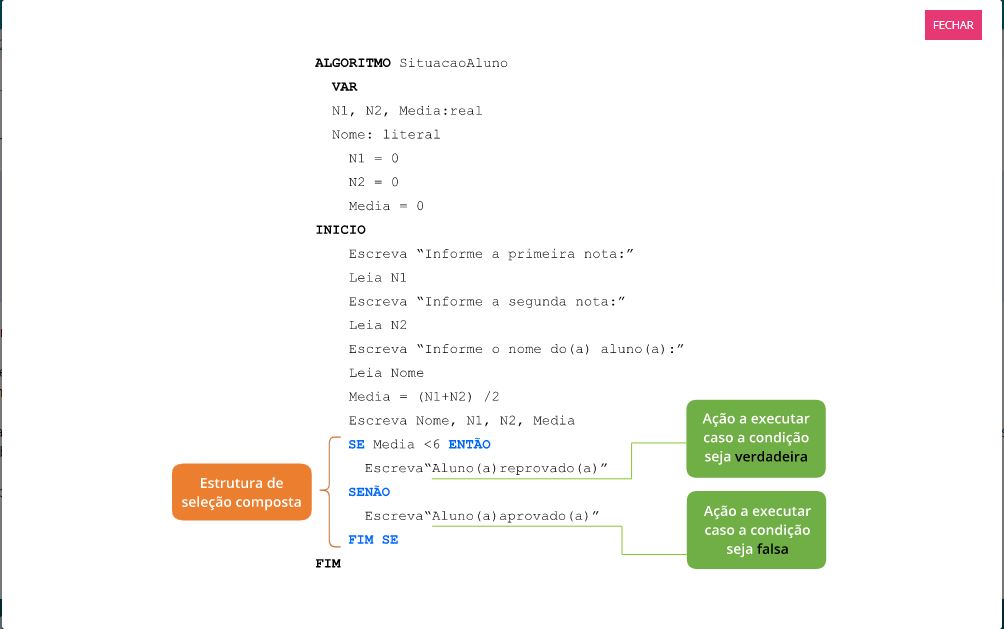 FECHAR
ALGORITMO SituacaoAluno
VAR
N1, N2, Media:real
Nome: literal
N1 = 0
N2 = 0
Media = 0
INICIO
Escreva “Informe a primeira nota:”
Leia N1
Escreva “Informe a segunda nota:”
Leia N2
Escreva “Informe o nome do(a) aluno(a):”
Leia Nome
Media = (N1+N2) /2
Escreva Nome, N1, N2, Media
SE Media <6 ENTÃO
Escreva“Aluno(a)reprovado(a)”
SENÃO
Escreva“Aluno(a)aprovado(a)”
FIM SE
FIM
Estrutura de
seleção composta
Ação a executar
caso a condição
seja verdadeira
Ação a executar
caso a condição
seja falsa